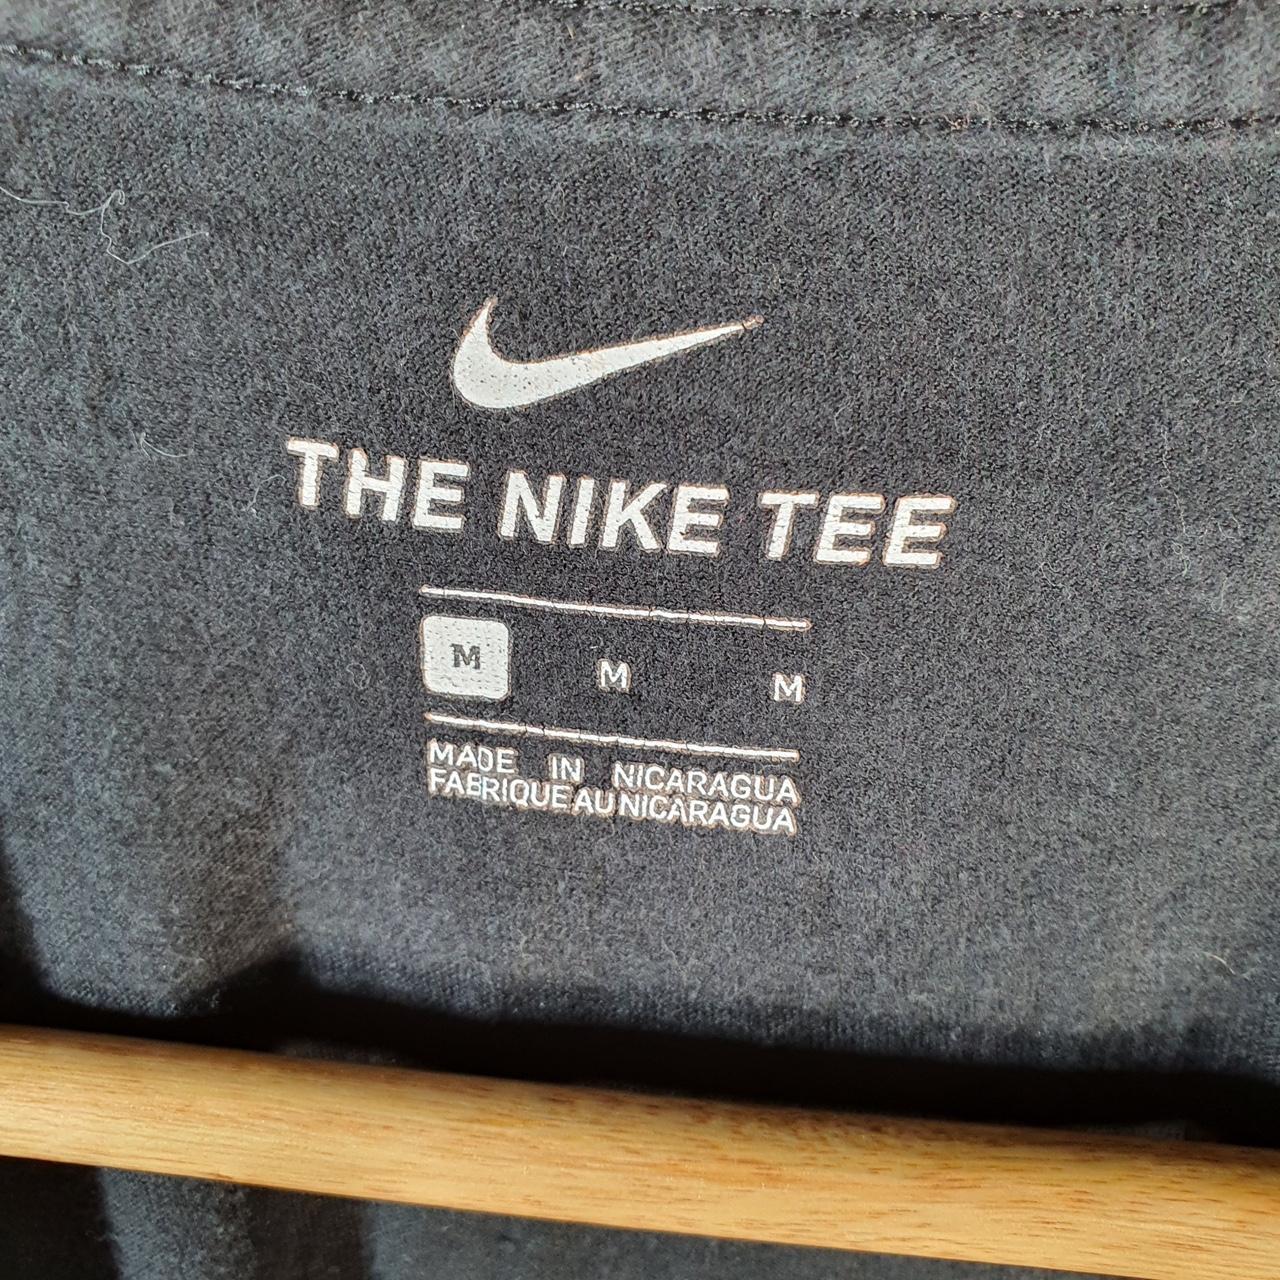 THE NIKE TEE
M M M
MADE IN NICARAGUA
FABRIQUE AU NICARAGUA